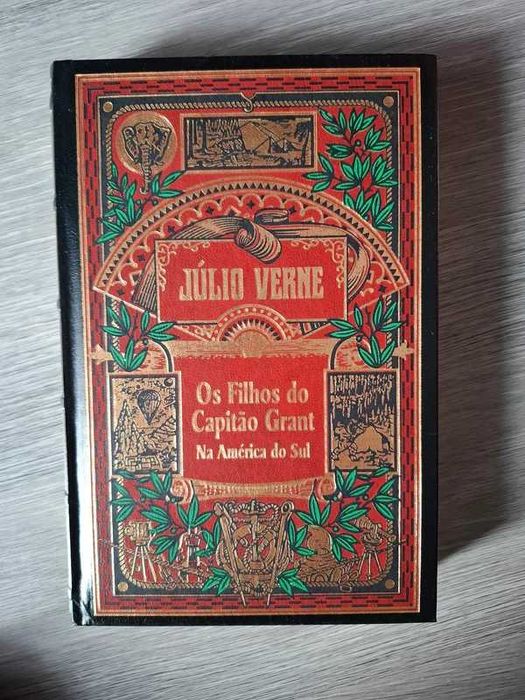 JÚLIO VERNE
Os Filhos do
Capitão Grant
Na América do Sul